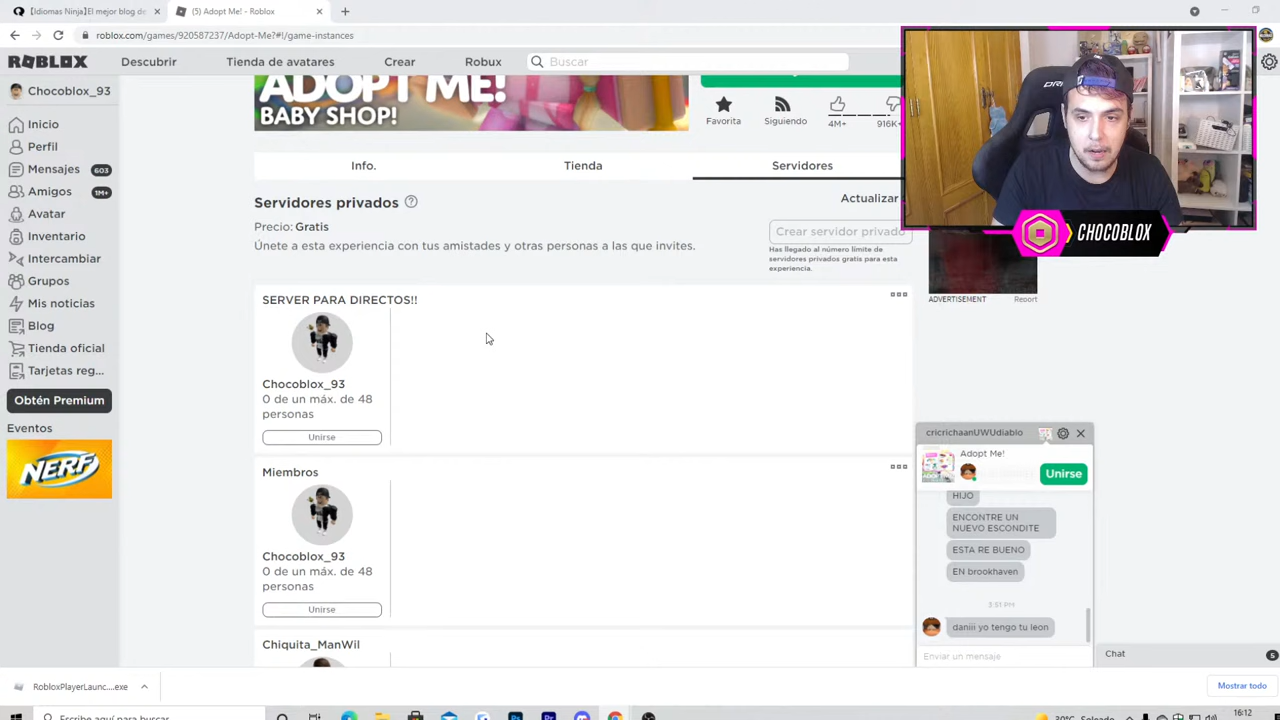 【Idiomas Ninja】El mejor blog de
(5) Adopt Me! - Roblox
roblox.com/games/920587237/Adopt-Me?#!/game-instances
ROBLOX
Descubrir
Tienda de avatares
Crear
Robux
Buscar
Chocoblox_93
Inicio
Perfil
Mensajes 603
Amigos 1M+
Avatar
Inventario
Intercambiar
Grupos
Mis noticias
Blog
Tienda oficial
Tarjetas reg...
Obtén Premium
Eventos
NERF
ADOPT ME!
BABY SHOP!
Favorita
Siguiendo
4M+
916K+
Info.
Tienda
Servidores
Servidores privados
Actualizar
Precio: Gratis
Únete a esta experiencia con tus amistades y otras personas a las que invites.
Crear servidor privado
Has llegado al número límite de
servidores privados gratis para esta
experiencia.
SERVER PARA DIRECTOS!!
Chocoblox_93
0 de un máx. de 48
personas
Unirse
Miembros
Chocoblox_93
0 de un máx. de 48
personas
Unirse
Chiquita_ManWil
CHOCOBLOX
ADVERTISEMENT
Report
cricrichaanUWUdiablo
Adopt Me!
Unirse
HIJO
ENCONTRE UN
NUEVO ESCONDITE
ESTA RE BUENO
EN brookhaven
3:51 PM
daniii yo tengo tu leon
Enviar un mensaje
Chat
5
RobloxPlayerLaunc....exe
Mostrar todo
Escribe aquí para buscar
30°C Soleado
16:12